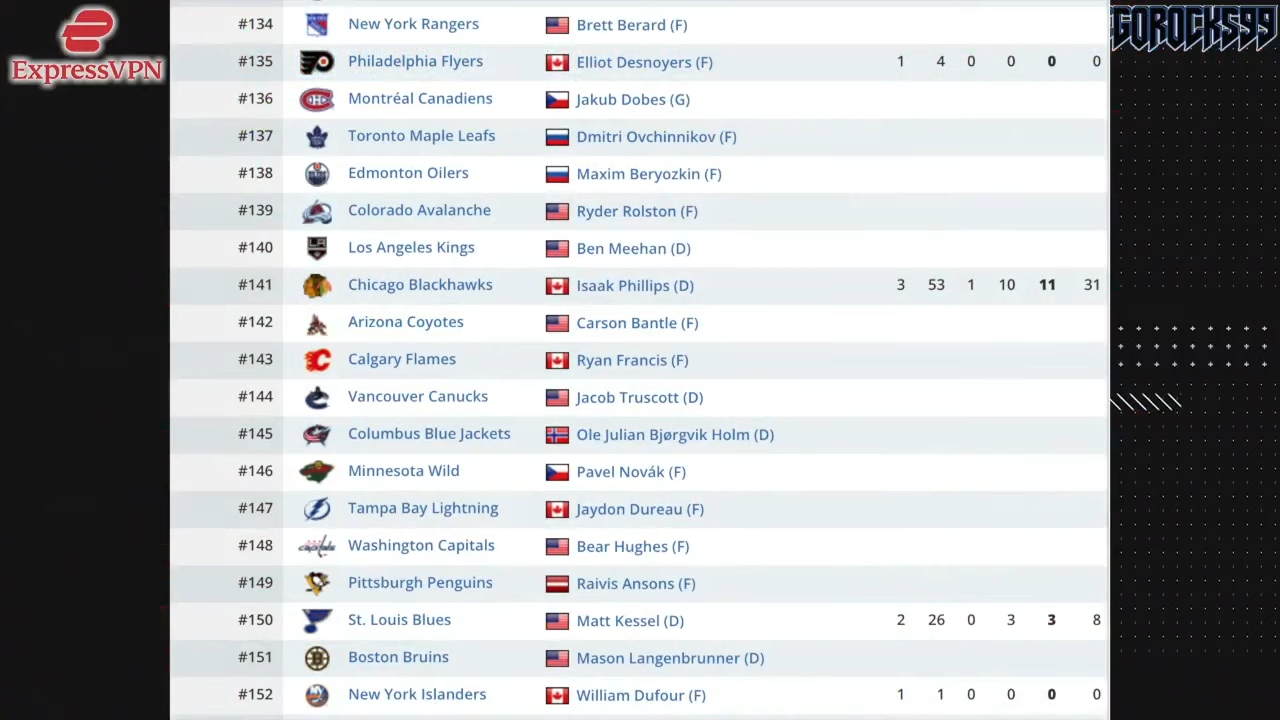 ExpressVPN
GOROCKS99
#134 New York Rangers Brett Berard (F)
#135 Philadelphia Flyers Elliot Desnoyers (F) 1 4 0 0 0 0
#136 Montréal Canadiens Jakub Dobes (G)
#137 Toronto Maple Leafs Dmitri Ovchinnikov (F)
#138 Edmonton Oilers Maxim Beryozkin (F)
#139 Colorado Avalanche Ryder Rolston (F)
#140 Los Angeles Kings Ben Meehan (D)
#141 Chicago Blackhawks Isaak Phillips (D) 3 53 1 10 11 31
#142 Arizona Coyotes Carson Bantle (F)
#143 Calgary Flames Ryan Francis (F)
#144 Vancouver Canucks Jacob Truscott (D)
#145 Columbus Blue Jackets Ole Julian Bjørgvik Holm (D)
#146 Minnesota Wild Pavel Novák (F)
#147 Tampa Bay Lightning Jaydon Dureau (F)
#148 Washington Capitals Bear Hughes (F)
#149 Pittsburgh Penguins Raivis Ansons (F)
#150 St. Louis Blues Matt Kessel (D) 2 26 0 3 3 8
#151 Boston Bruins Mason Langenbrunner (D)
#152 New York Islanders William Dufour (F) 1 1 0 0 0 0